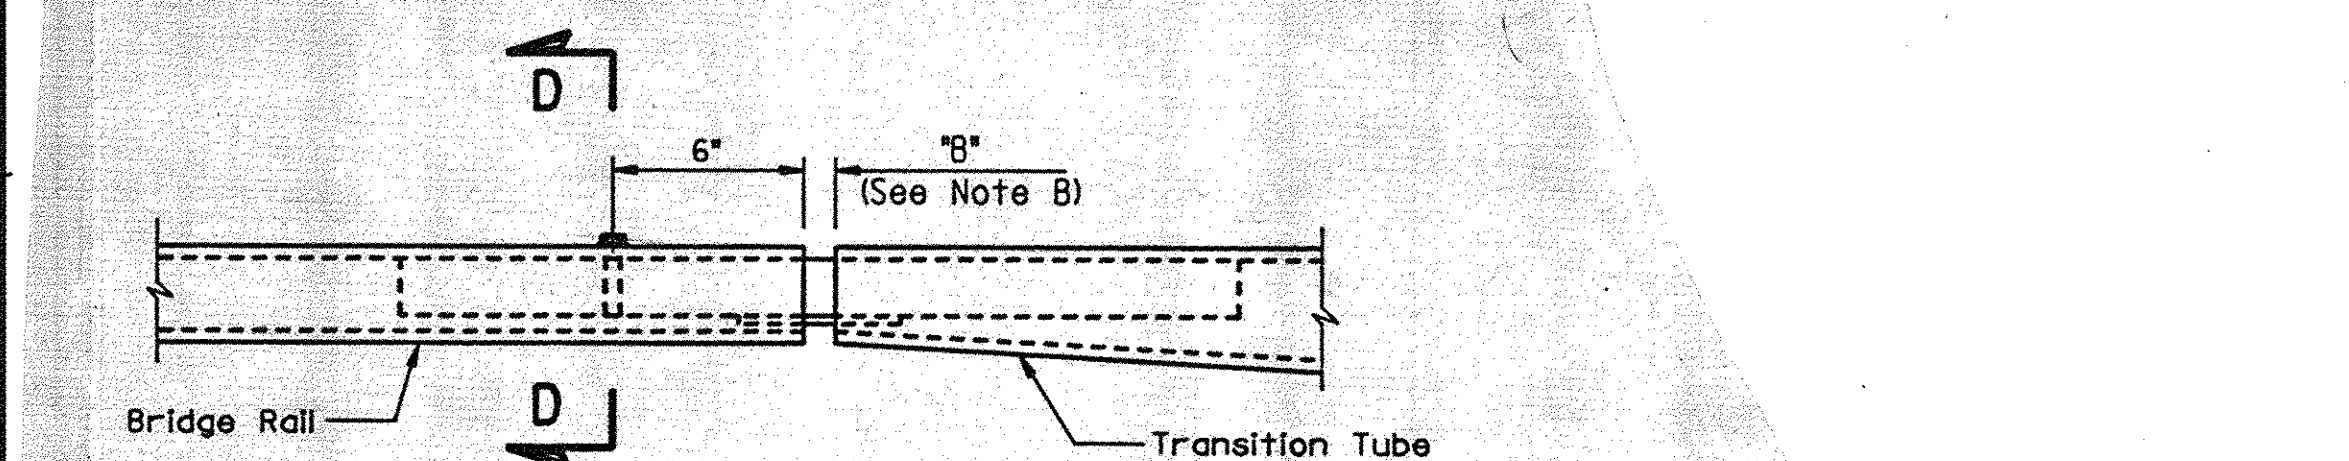 D
6" "B"
(See Note B)
D
Bridge Rail
Transition Tube